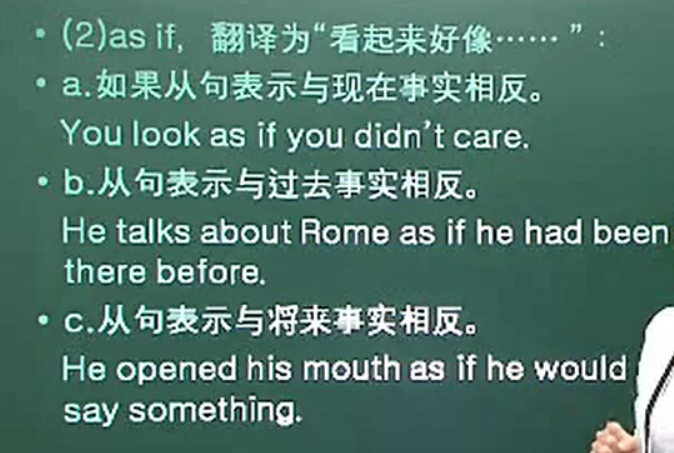 • (2)as if, 翻译为“看起来好像……”：
• a.如果从句表示与现在事实相反。
You look as if you didn't care.
• b.从句表示与过去事实相反。
He talks about Rome as if he had been
there before.
• c.从句表示与将来事实相反。
He opened his mouth as if he would
say something.